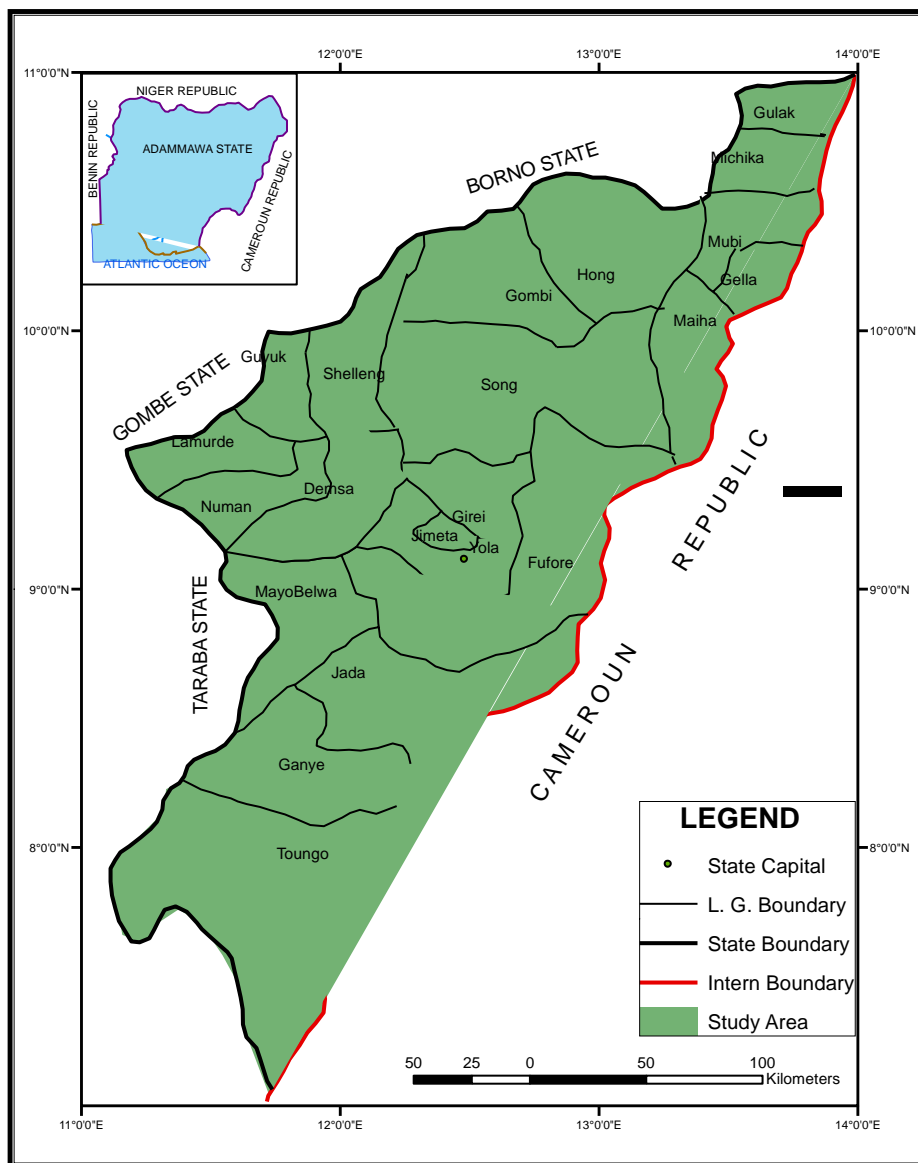 12°0'0"E
13°0'0"E
14°0'0"E
11°0'0"N
NIGER REPUBLIC
BENIN REPUBLIC
ADAMMAWA STATE
CAMEROUN REPUBLIC
ATLANTIC OCEON
BORNO STATE
Gulak
Michika
Mubi
Gella
Hong
Gombi
Maiha
10°0'0"N
10°0'0"N
GOMBE STATE
Guyuk
Shelleng
Song
Lamurde
Numan
Demsa
Girei
Jimeta
Yola
Fufore
CAMEROUN REPUBLIC
9°0'0"N
9°0'0"N
TARABA STATE
MayoBelwa
Jada
Ganye
Toungo
8°0'0"N
8°0'0"N
LEGEND
State Capital
L. G. Boundary
State Boundary
Intern Boundary
Study Area
50 25 0 50 100
Kilometers
11°0'0"E
12°0'0"E
13°0'0"E
14°0'0"E